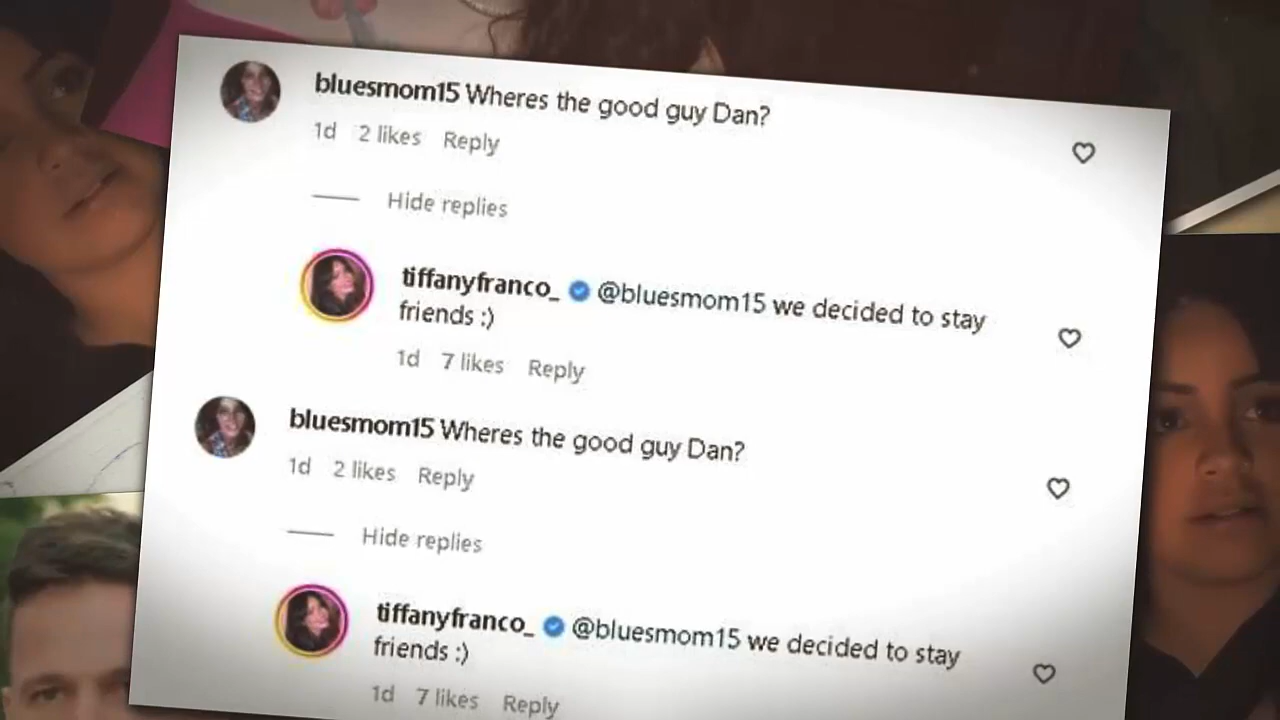 bluesmom15 Wheres the good guy Dan?
1d 2 likes Reply
Hide replies
tiffanyfranco_ @bluesmom15 we decided to stay
friends :)
1d 7 likes Reply
bluesmom15 Wheres the good guy Dan?
1d 2 likes Reply
Hide replies
tiffanyfranco_ @bluesmom15 we decided to stay
friends :)
1d 7 likes Reply